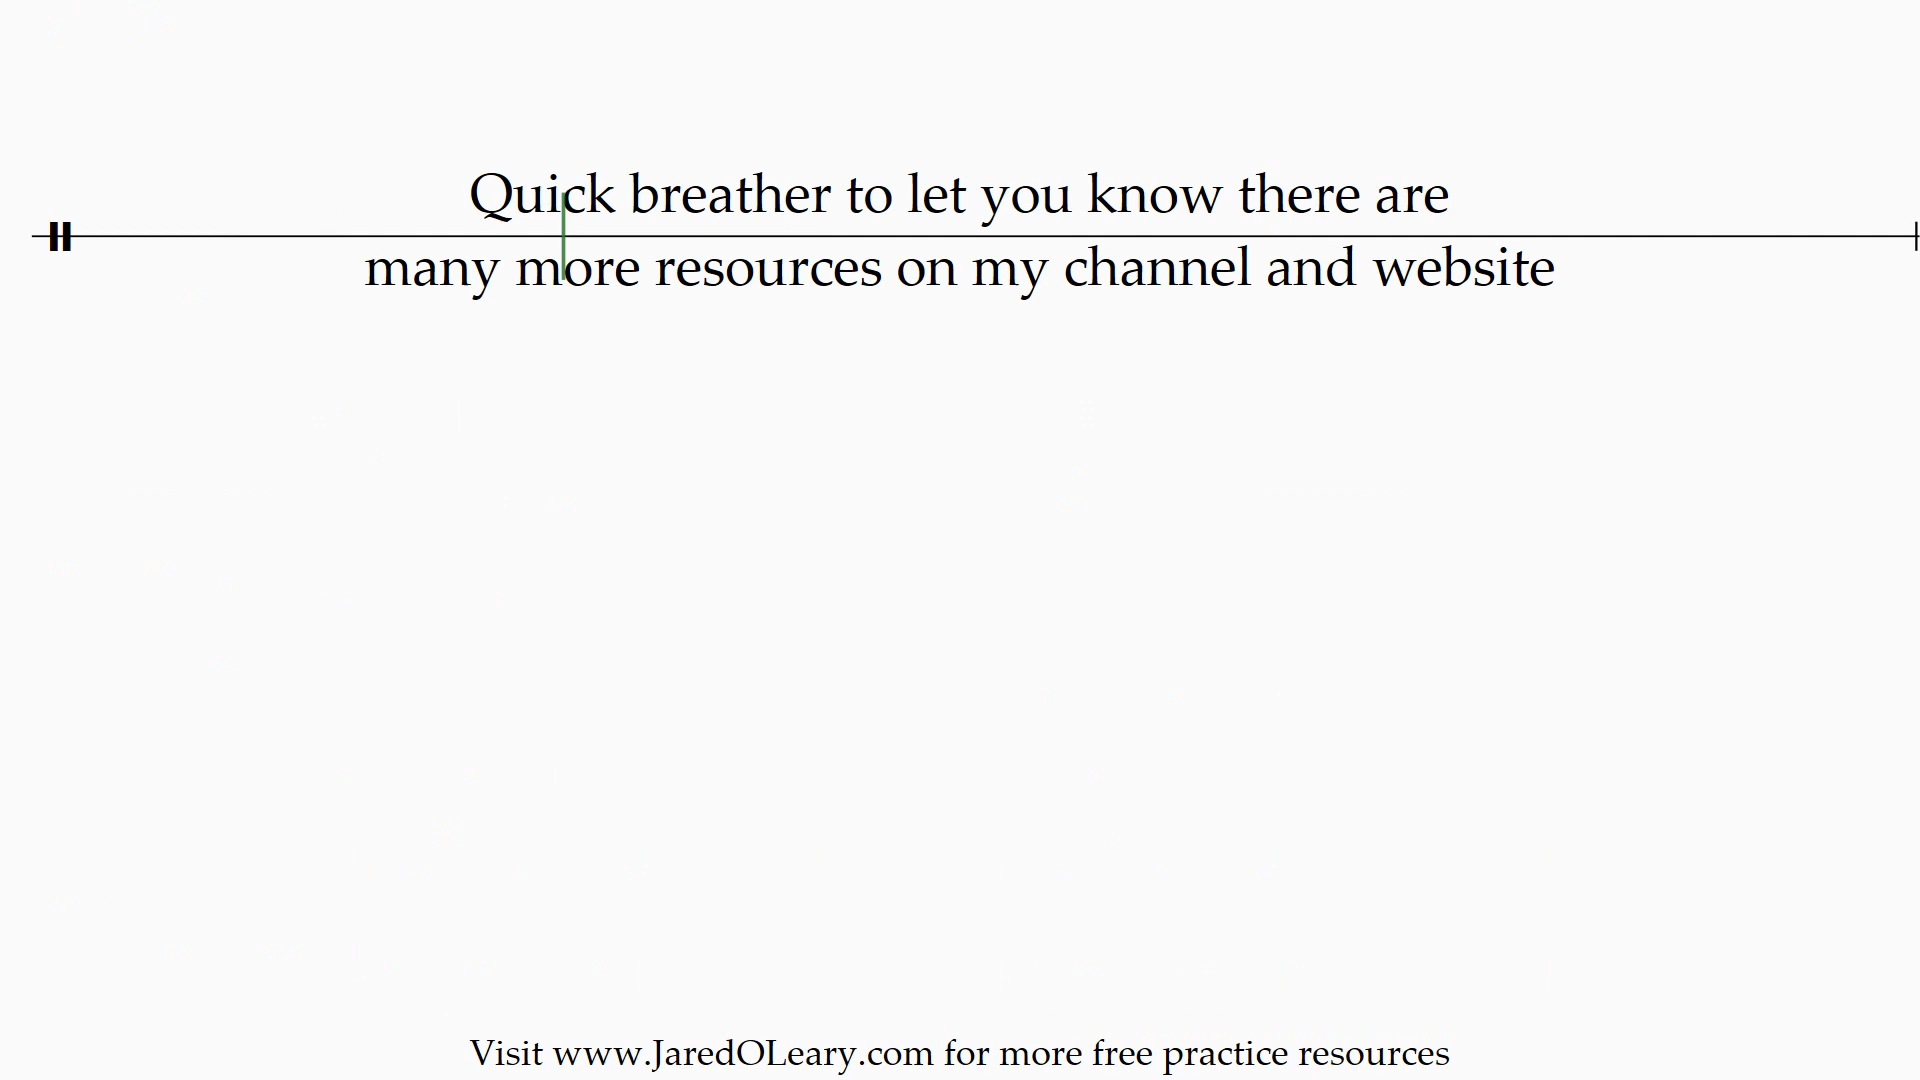 Quick breather to let you know there are
many more resources on my channel and website
Visit www.JaredOLeary.com for more free practice resources